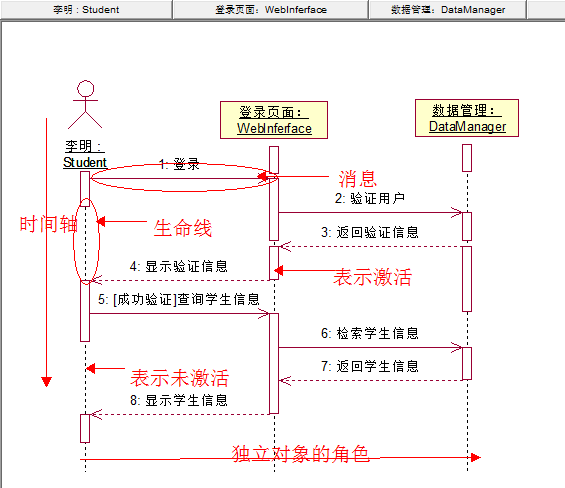 李明 : Student
登录页面: WebInferface
数据管理: DataManager
登录页面:
WebInferface
数据管理:
DataManager
李明 :
Student
1: 登录
消息
2: 验证用户
时间轴
生命线
3: 返回验证信息
4: 显示验证信息
表示激活
5: [成功验证]查询学生信息
6: 检索学生信息
7: 返回学生信息
表示未激活
8: 显示学生信息
独立对象的角色